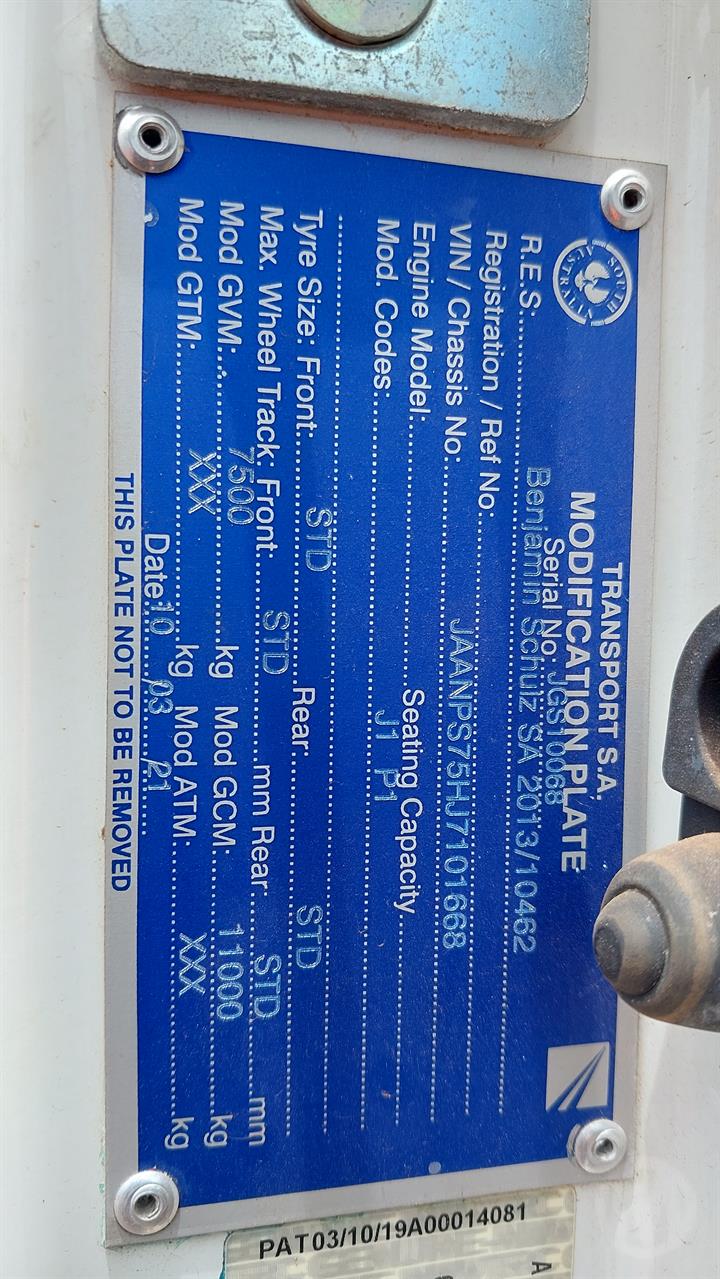 SOUTH AUSTRALIA
TRANSPORT S.A.
MODIFICATION PLATE
Serial No. JGS10068
R.E.S: Benjamin Schulz SA 2013/10462
Registration / Ref No
VIN / Chassis No: JAANPS75HJ7101668
Engine Model: Seating Capacity
Mod. Codes: J1 P1
Tyre Size: Front: STD Rear: STD
Max. Wheel Track: Front: STD mm Rear: STD mm
Mod GVM: 7500 kg Mod GCM: 11000 kg
Mod GTM: XXX kg Mod ATM: XXX kg
Date: 10/03/21
THIS PLATE NOT TO BE REMOVED
PAT03/10/19A00014081
A